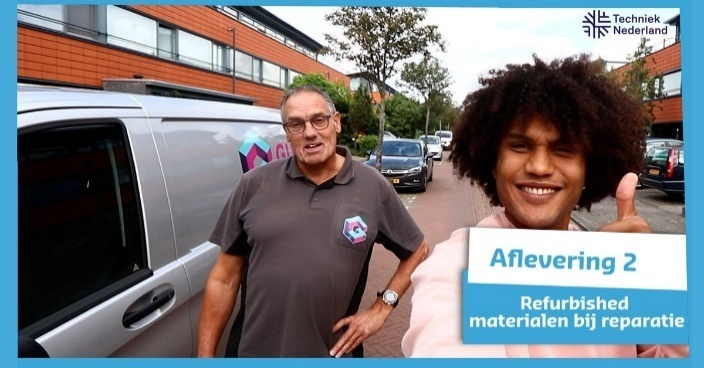 Techniek
Nederland
G
Aflevering 2
Refurbished
materialen bij reparatie